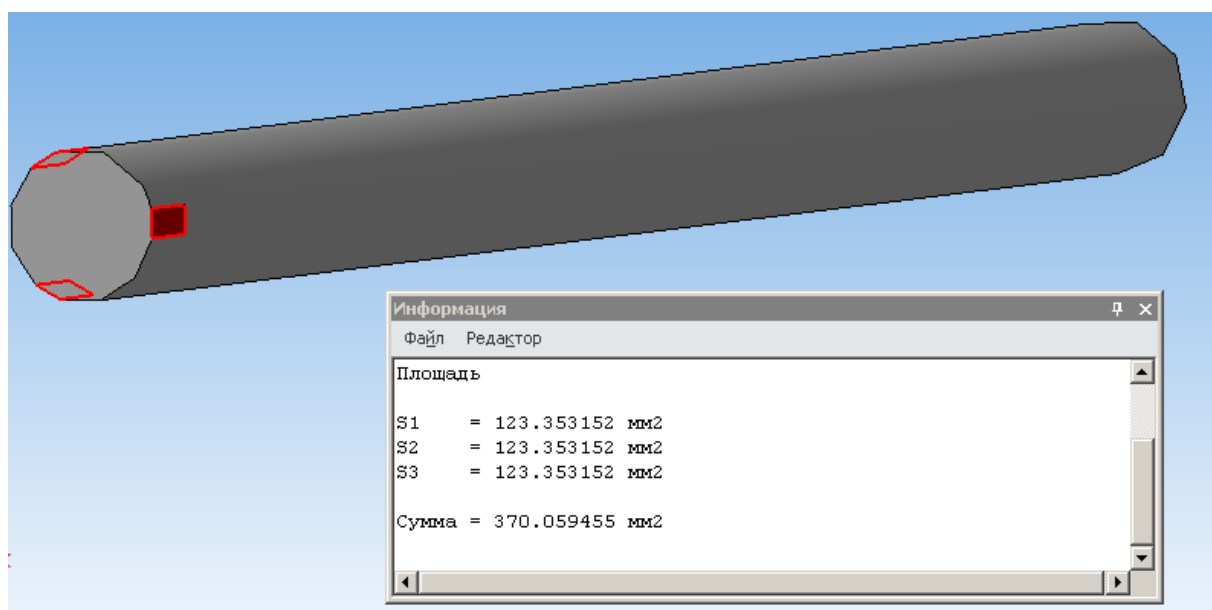 Информация
Файл Редактор
Площадь
S1 = 123.353152 мм2
S2 = 123.353152 мм2
S3 = 123.353152 мм2
Сумма = 370.059455 мм2